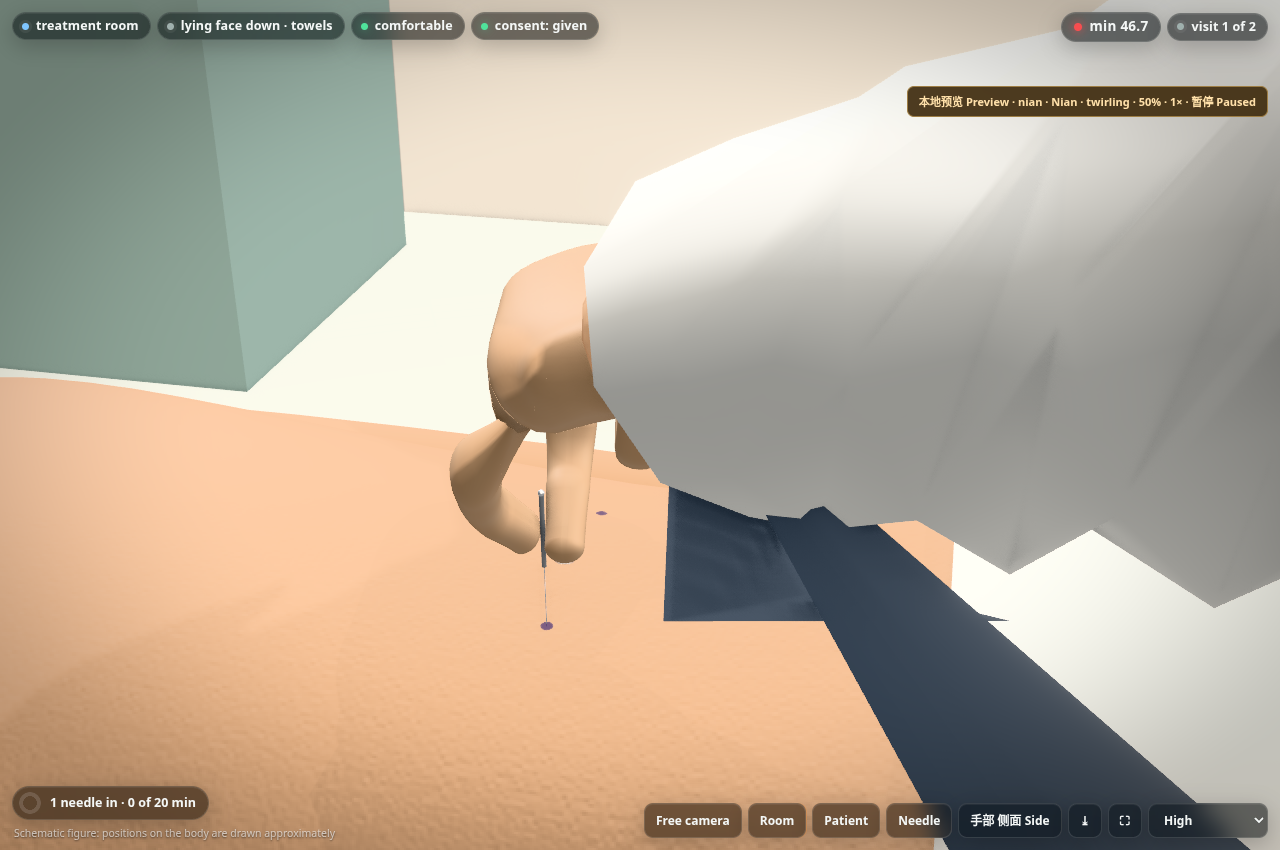 treatment room
lying face down · towels
comfortable
consent: given
min 46.7
visit 1 of 2
本地预览 Preview · nian · Nian · twirling · 50% · 1× · 暂停 Paused
1 needle in · 0 of 20 min
Schematic figure: positions on the body are drawn approximately
Free camera
Room
Patient
Needle
手部 侧面 Side
High